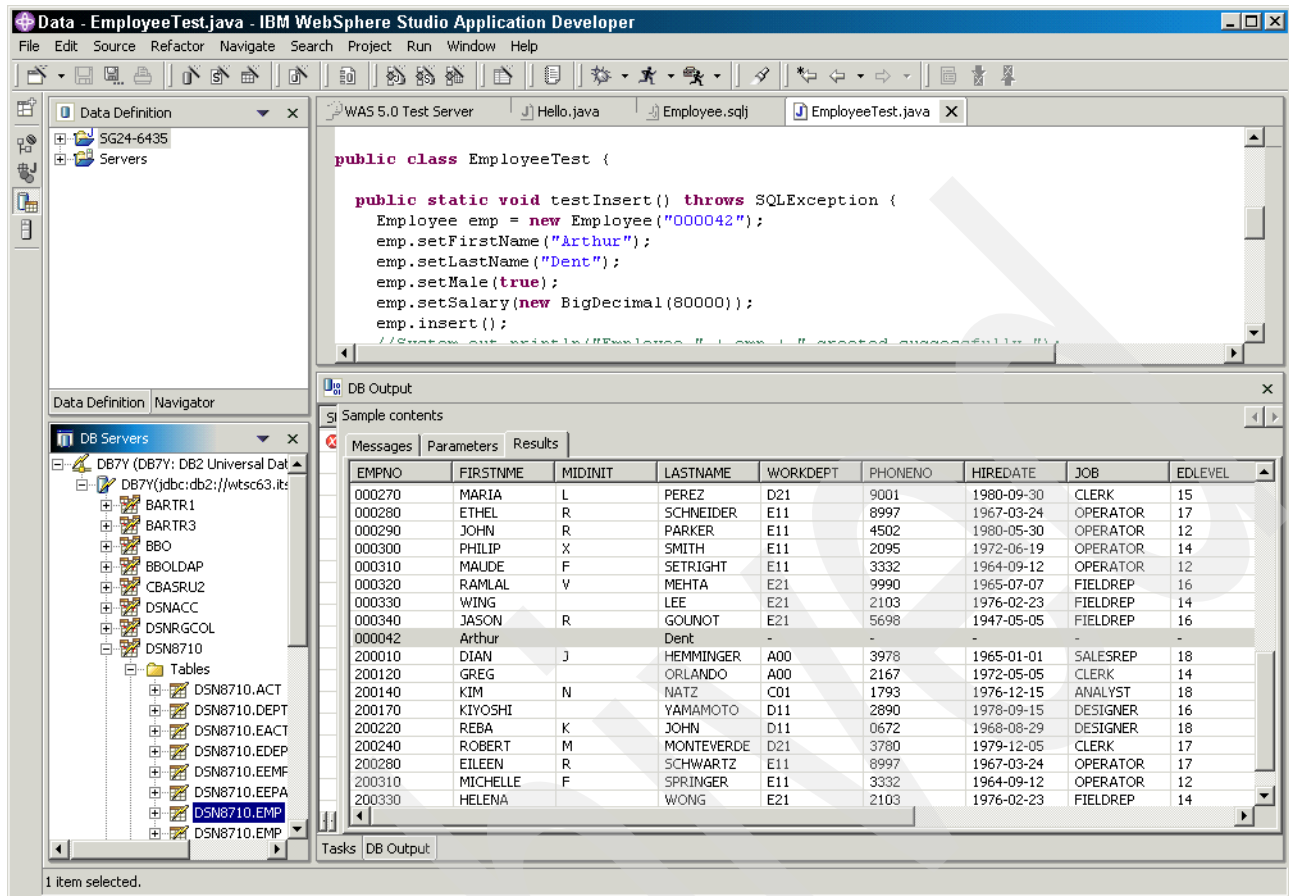 Data - EmployeeTest.java - IBM WebSphere Studio Application Developer
File Edit Source Refactor Navigate Search Project Run Window Help
Data Definition
SG24-6435
Servers
Data Definition Navigator
WAS 5.0 Test Server Hello.java Employee.sqlj EmployeeTest.java
public class EmployeeTest {
public static void testInsert() throws SQLException {
Employee emp = new Employee("000042");
emp.setFirstName("Arthur");
emp.setLastName("Dent");
emp.setMale(true);
emp.setSalary(new BigDecimal(80000));
emp.insert();
//System.out.println("Employee " + emp + " created successfully.");
DB Servers
DB7Y (DB7Y: DB2 Universal Dat
DB7Y(jdbc:db2://wtsc63.its
BARTR1
BARTR3
BBO
BBOLDAP
CBASRU2
DSNACC
DSNRGCOL
DSN8710
Tables
DSN8710.ACT
DSN8710.DEPT
DSN8710.EACT
DSN8710.EDEP
DSN8710.EEMF
DSN8710.EEPA
DSN8710.EMP
DSN8710.EMP
DB Output
Sample contents
Messages Parameters Results
EMPNO FIRSTNME MIDINIT LASTNAME WORKDEPT PHONENO HIREDATE JOB EDLEVEL
000270 MARIA L PEREZ D21 9001 1980-09-30 CLERK 15
000280 ETHEL R SCHNEIDER E11 8997 1967-03-24 OPERATOR 17
000290 JOHN R PARKER E11 4502 1980-05-30 OPERATOR 12
000300 PHILIP X SMITH E11 2095 1972-06-19 OPERATOR 14
000310 MAUDE F SETRIGHT E11 3332 1964-09-12 OPERATOR 12
000320 RAMLAL V MEHTA E21 9990 1965-07-07 FIELDREP 16
000330 WING LEE E21 2103 1976-02-23 FIELDREP 14
000340 JASON R GOUNOT E21 5698 1947-05-05 FIELDREP 16
000042 Arthur Dent - - - - -
200010 DIAN J HEMMINGER A00 3978 1965-01-01 SALESREP 18
200120 GREG ORLANDO A00 2167 1972-05-05 CLERK 14
200140 KIM N NATZ C01 1793 1976-12-15 ANALYST 18
200170 KIYOSHI YAMAMOTO D11 2890 1978-09-15 DESIGNER 16
200220 REBA K JOHN D11 0672 1968-08-29 DESIGNER 18
200240 ROBERT M MONTEVERDE D21 3780 1979-12-05 CLERK 17
200280 EILEEN R SCHWARTZ E11 8997 1967-03-24 OPERATOR 17
200310 MICHELLE F SPRINGER E11 3332 1964-09-12 OPERATOR 12
200330 HELENA WONG E21 2103 1976-02-23 FIELDREP 14
Tasks DB Output
1 item selected.